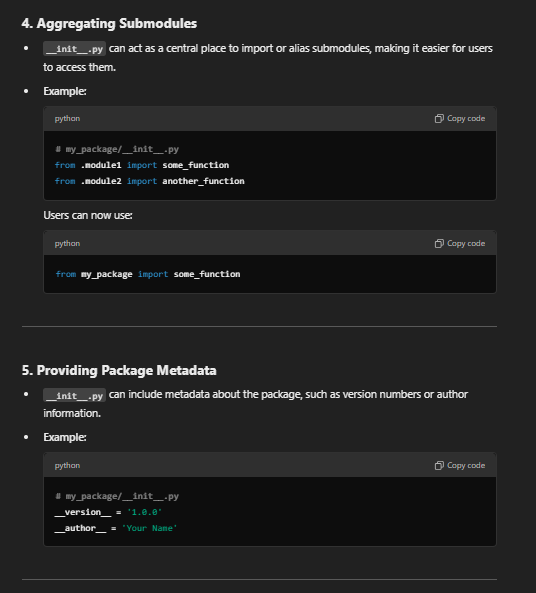 4. Aggregating Submodules
• __init__.py can act as a central place to import or alias submodules, making it easier for users
to access them.
• Example:
python Copy code
# my_package/__init__.py
from .module1 import some_function
from .module2 import another_function
Users can now use:
python Copy code
from my_package import some_function
5. Providing Package Metadata
• __init__.py can include metadata about the package, such as version numbers or author
information.
• Example:
python Copy code
# my_package/__init__.py
__version__ = '1.0.0'
__author__ = 'Your Name'